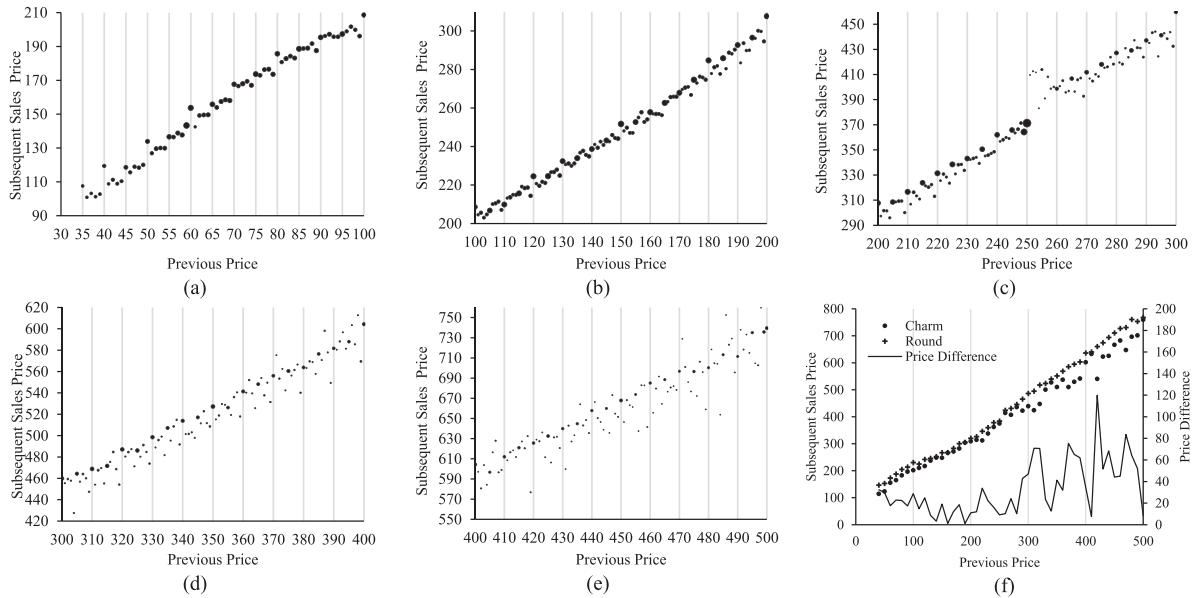 210
190
170
150
130
110
90
Subsequent Sales Price
30 35 40 45 50 55 60 65 70 75 80 85 90 95 100
Previous Price
(a)
300
280
260
240
220
200
Subsequent Sales Price
100 110 120 130 140 150 160 170 180 190 200
Previous Price
(b)
450
430
410
390
370
350
330
310
290
Subsequent Sales Price
200 210 220 230 240 250 260 270 280 290 300
Previous Price
(c)
620
600
580
560
540
520
500
480
460
440
420
Subsequent Sales Price
300 310 320 330 340 350 360 370 380 390 400
Previous Price
(d)
750
730
710
690
670
650
630
610
590
570
550
Subsequent Sales Price
400 410 420 430 440 450 460 470 480 490 500
Previous Price
(e)
800
700
600
500
400
300
200
100
0
Subsequent Sales Price
Charm
Round
Price Difference
200
180
160
140
120
100
80
60
40
20
0
Price Difference
0 100 200 300 400 500
Previous Price
(f)